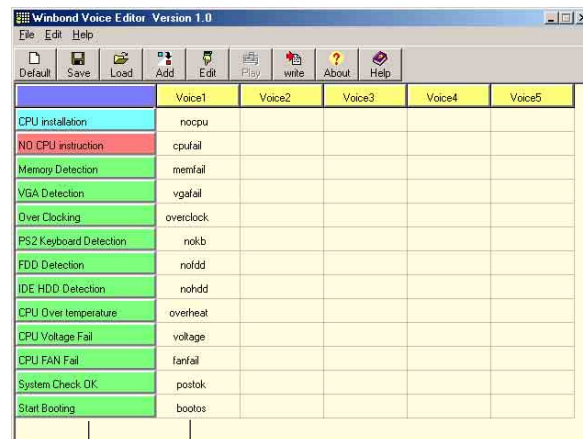 Winbond Voice Editor Version 1.0
File Edit Help
Default Save Load Add Edit Play write About Help
Voice1 Voice2 Voice3 Voice4 Voice5
CPU installation nocpu
NO CPU instruction cpufail
Memory Detection memfail
VGA Detection vgafail
Over Clocking overclock
PS2 Keyboard Detection nokb
FDD Detection nofdd
IDE HDD Detection nohdd
CPU Over temperature overheat
CPU Voltage Fail voltage
CPU FAN Fail fanfail
System Check OK postok
Start Booting bootos